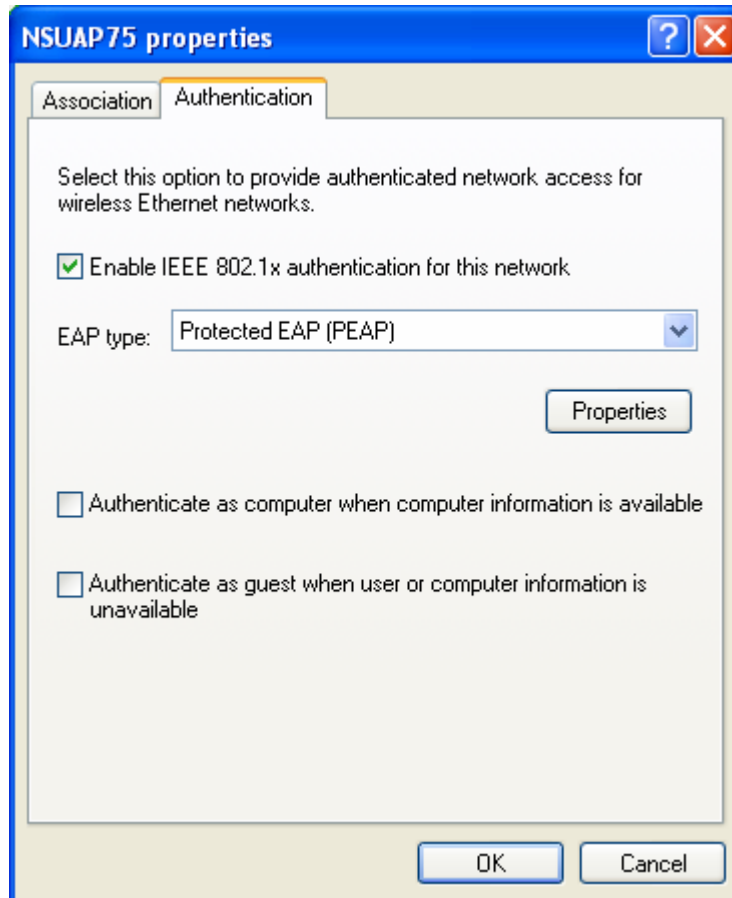 NSUAP75 properties
Association
Authentication
Select this option to provide authenticated network access for
wireless Ethernet networks.
Enable IEEE 802.1x authentication for this network
EAP type:
Protected EAP (PEAP)
Properties
Authenticate as computer when computer information is available
Authenticate as guest when user or computer information is
unavailable
OK
Cancel